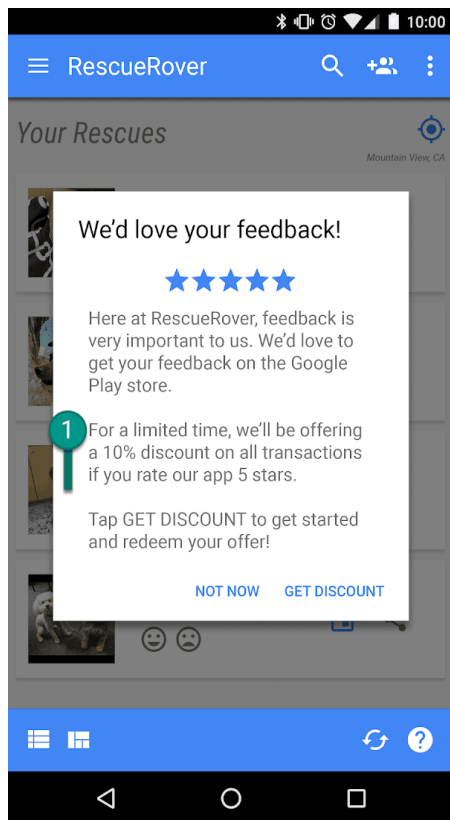 10:00
RescueRover
Your Rescues
Mountain View, CA
We'd love your feedback!
Here at RescueRover, feedback is
very important to us. We'd love to
get your feedback on the Google
Play store.
1
For a limited time, we'll be offering
a 10% discount on all transactions
if you rate our app 5 stars.
Tap GET DISCOUNT to get started
and redeem your offer!
NOT NOW GET DISCOUNT